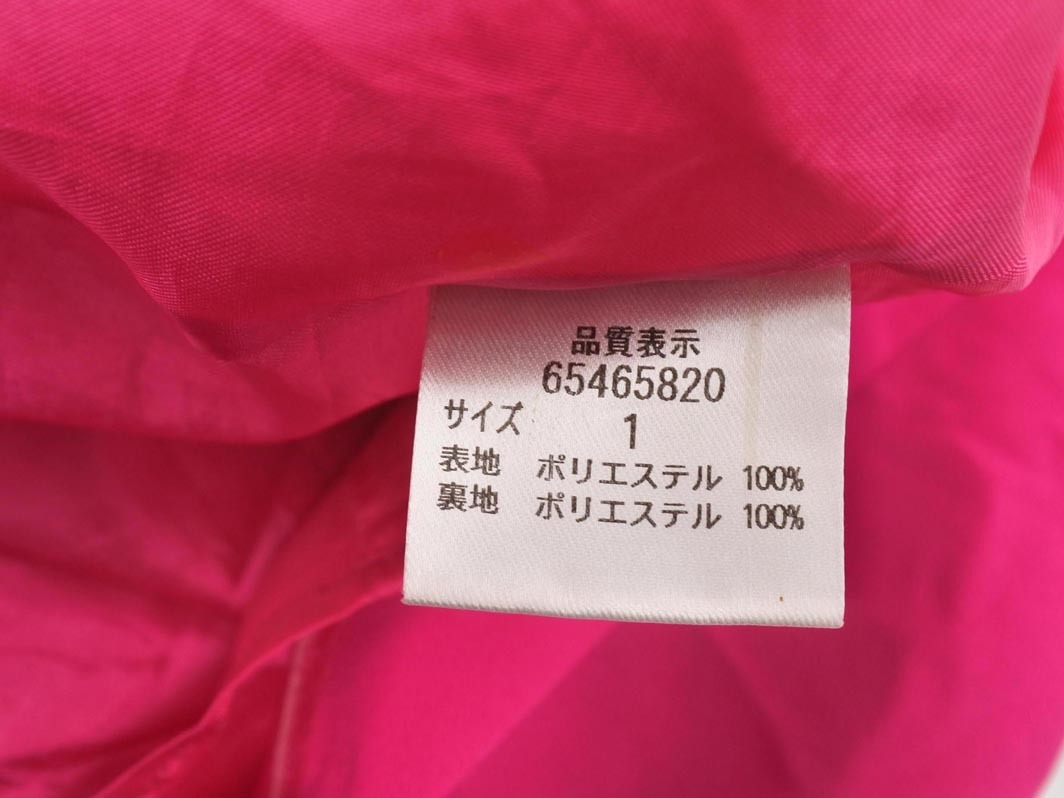 品質表示
65465820
サイズ 1
表地 ポリエステル 100%
裏地 ポリエステル 100%